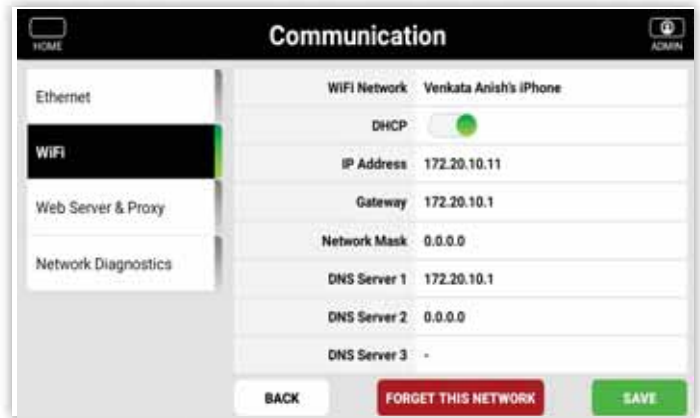 HOME
Communication
ADMIN
Ethernet
WiFi
Web Server & Proxy
Network Diagnostics
WiFi Network Venkata Anish's iPhone
DHCP
IP Address 172.20.10.11
Gateway 172.20.10.1
Network Mask 0.0.0.0
DNS Server 1 172.20.10.1
DNS Server 2 0.0.0.0
DNS Server 3 -
BACK
FORGET THIS NETWORK
SAVE